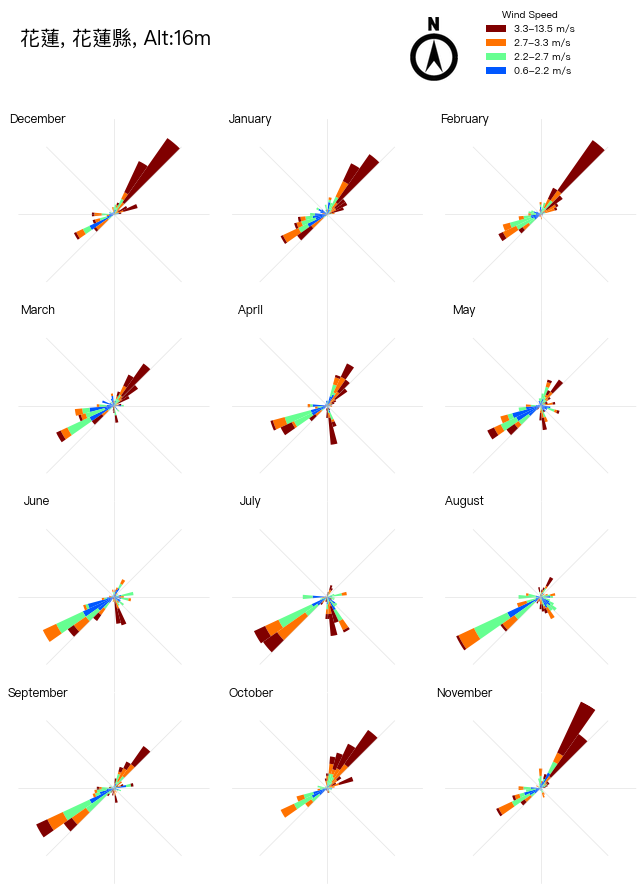 花蓮, 花蓮縣, Alt:16m
N
Wind Speed
3.3–13.5 m/s
2.7–3.3 m/s
2.2–2.7 m/s
0.6–2.2 m/s
December
January
February
March
April
May
June
July
August
September
October
November